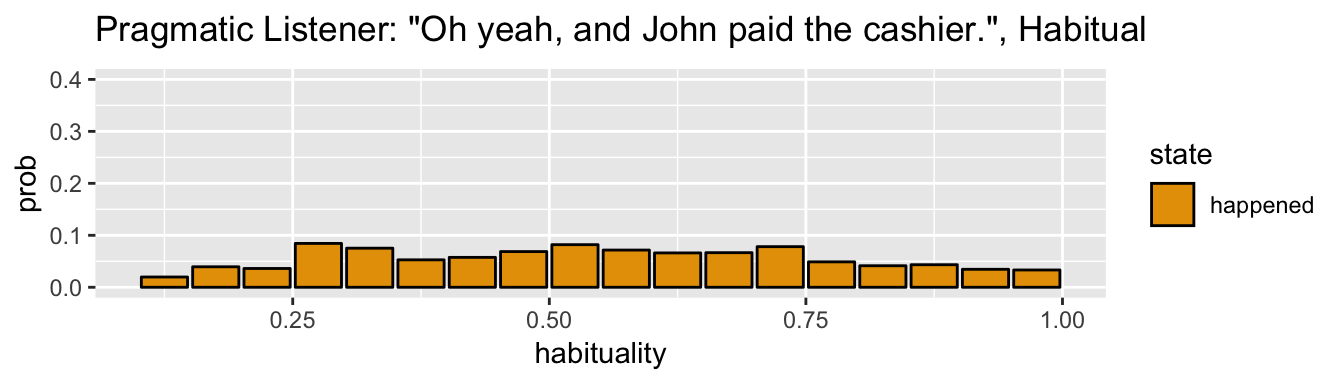 Pragmatic Listener: "Oh yeah, and John paid the cashier.", Habitual
0.4
0.3
0.2
0.1
0.0
prob
0.25 0.50 0.75 1.00
habituality
state
happened